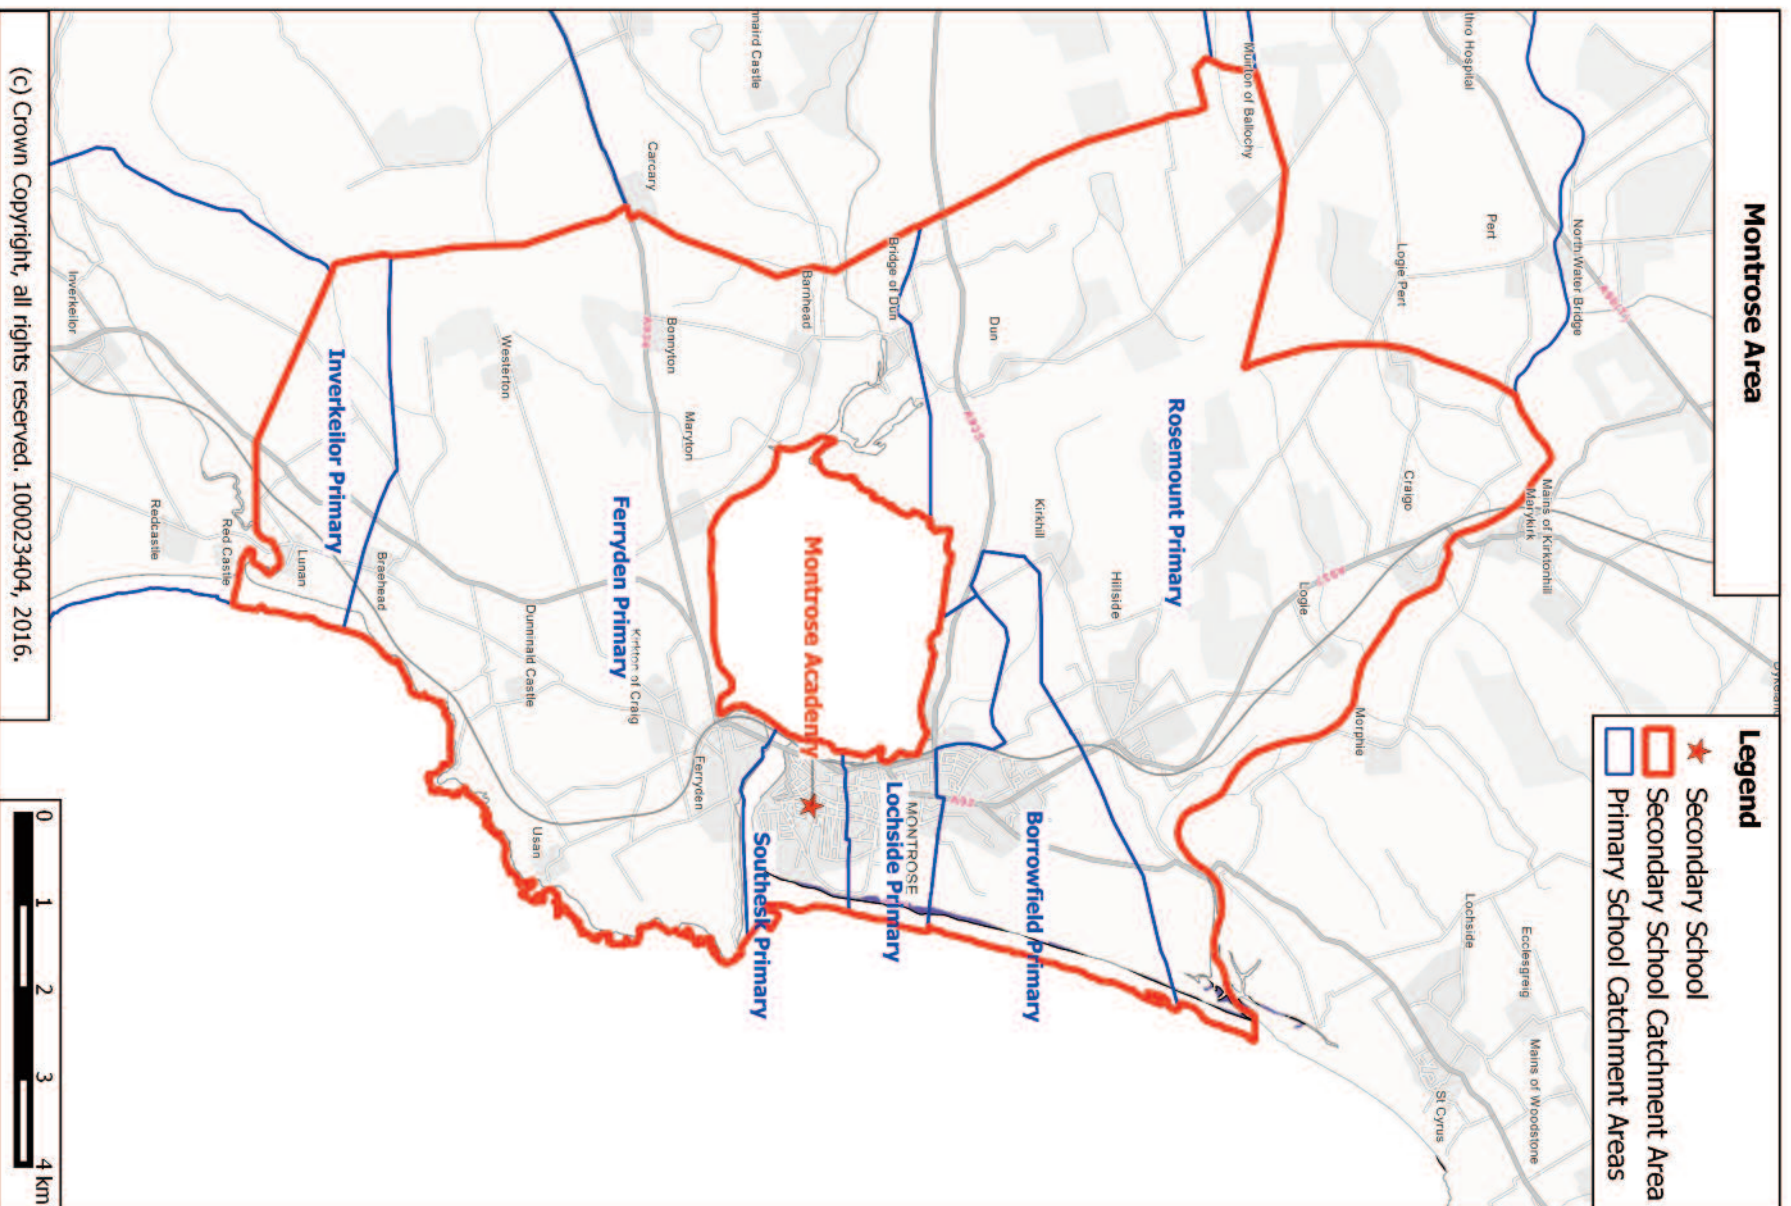 Montrose Area
Legend
Secondary School
Secondary School Catchment Area
Primary School Catchment Areas
North Water Bridge
Pert
Logie Pert
Muirton of Ballochy
Mains of Kirktonhill
Marykirk
Craigo
A937
Logie
Morphie
Lochside
Ecclesgreig
Mains of Woodstone
St Cyrus
Rosemount Primary
Hillside
Kirkhill
Dun
A935
Bridge of Dun
Barnhead
Borrowfield Primary
A92
MONTROSE
Lochside Primary
Montrose Academy
Southesk Primary
Carcary
Bonnyton
A934
Maryton
Ferryden Primary
Kirkton of Craig
Ferryden
Westerton
Dunninald Castle
Usan
Inverkeilor Primary
Braehead
Lunan
Red Castle
Redcastle
Inverkeilor
0 1 2 3 4 km
(c) Crown Copyright, all rights reserved. 100023404, 2016.